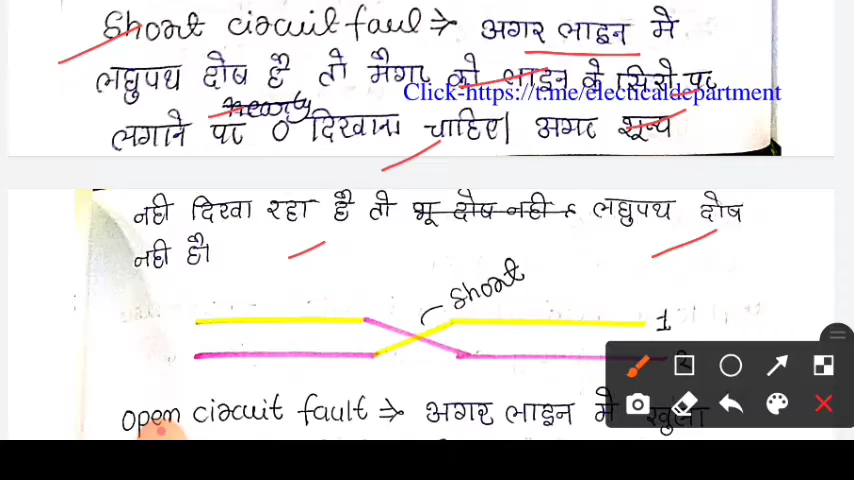 Short circuit faul⇒ अगर लाइन मे
लघुपथ दोष है तो मैगर को लाइन के सिरो पर
Click-https://t.me/electicaldepartment
nearly
लगाने पर 0 दिखाना चाहिए। अगर शून्य
नही दिखा रहा है तो भू दोष नही लघुपथ दोष
नही है।
Short
1
open circuit fault ⇒ अगर लाइन मे खुला